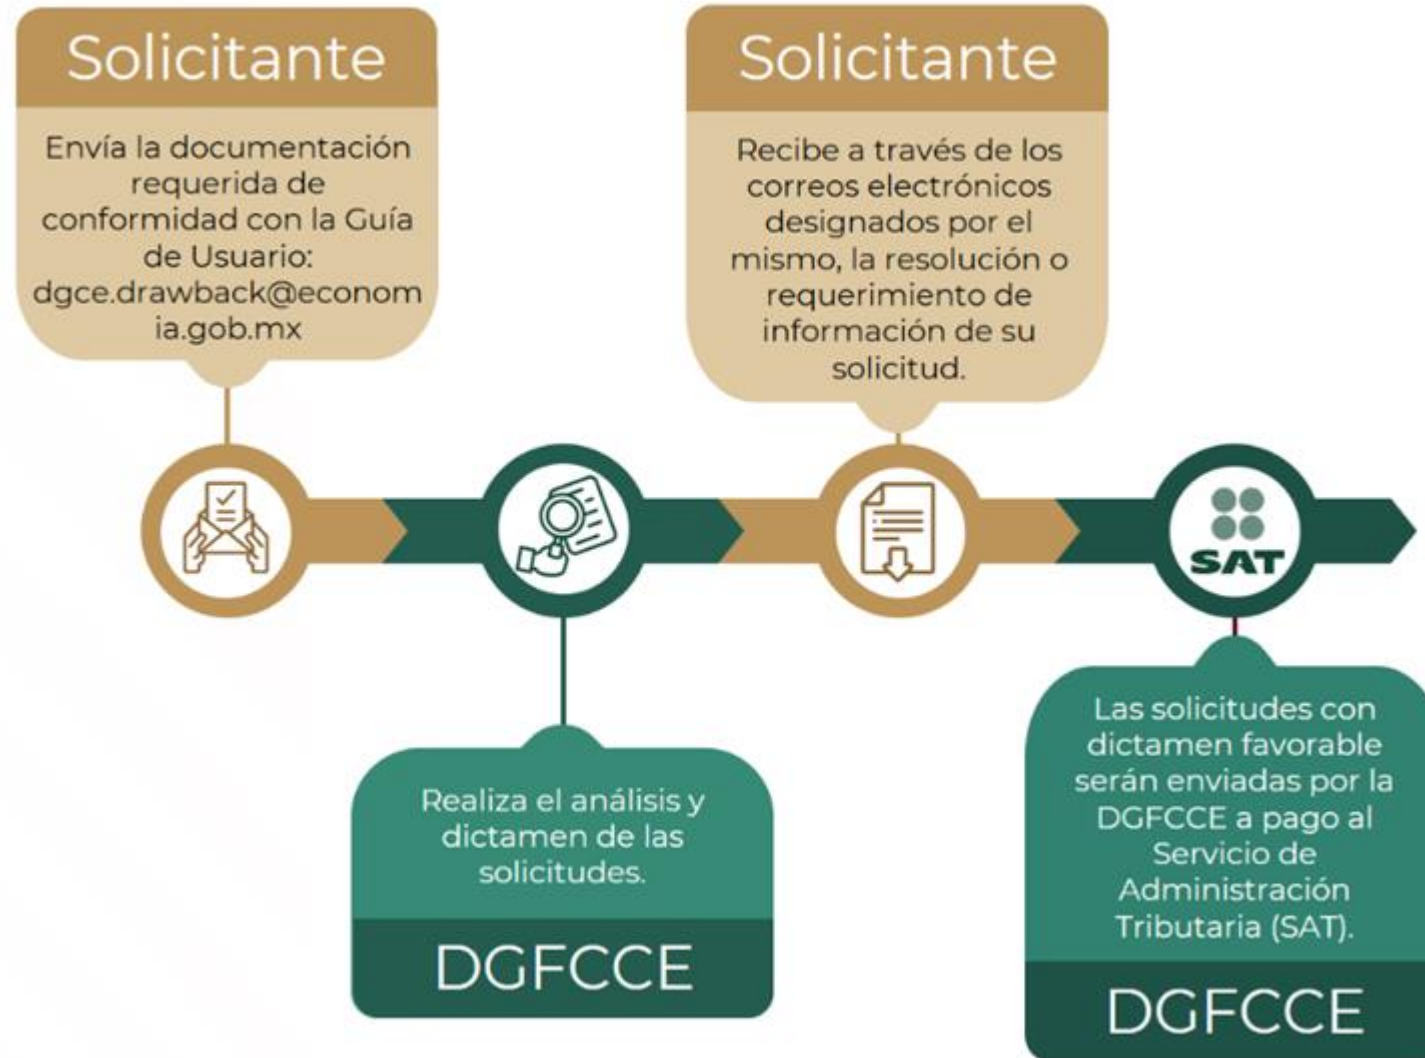 Solicitante
Envía la documentación
requerida de
conformidad con la Guía
de Usuario:
dgce.drawback@econom
ia.gob.mx
Realiza el análisis y
dictamen de las
solicitudes.
DGFCCE
Solicitante
Recibe a través de los
correos electrónicos
designados por el
mismo, la resolución o
requerimiento de
información de su
solicitud.
SAT
Las solicitudes con
dictamen favorable
serán enviadas por la
DGFCCE a pago al
Servicio de
Administración
Tributaria (SAT).
DGFCCE